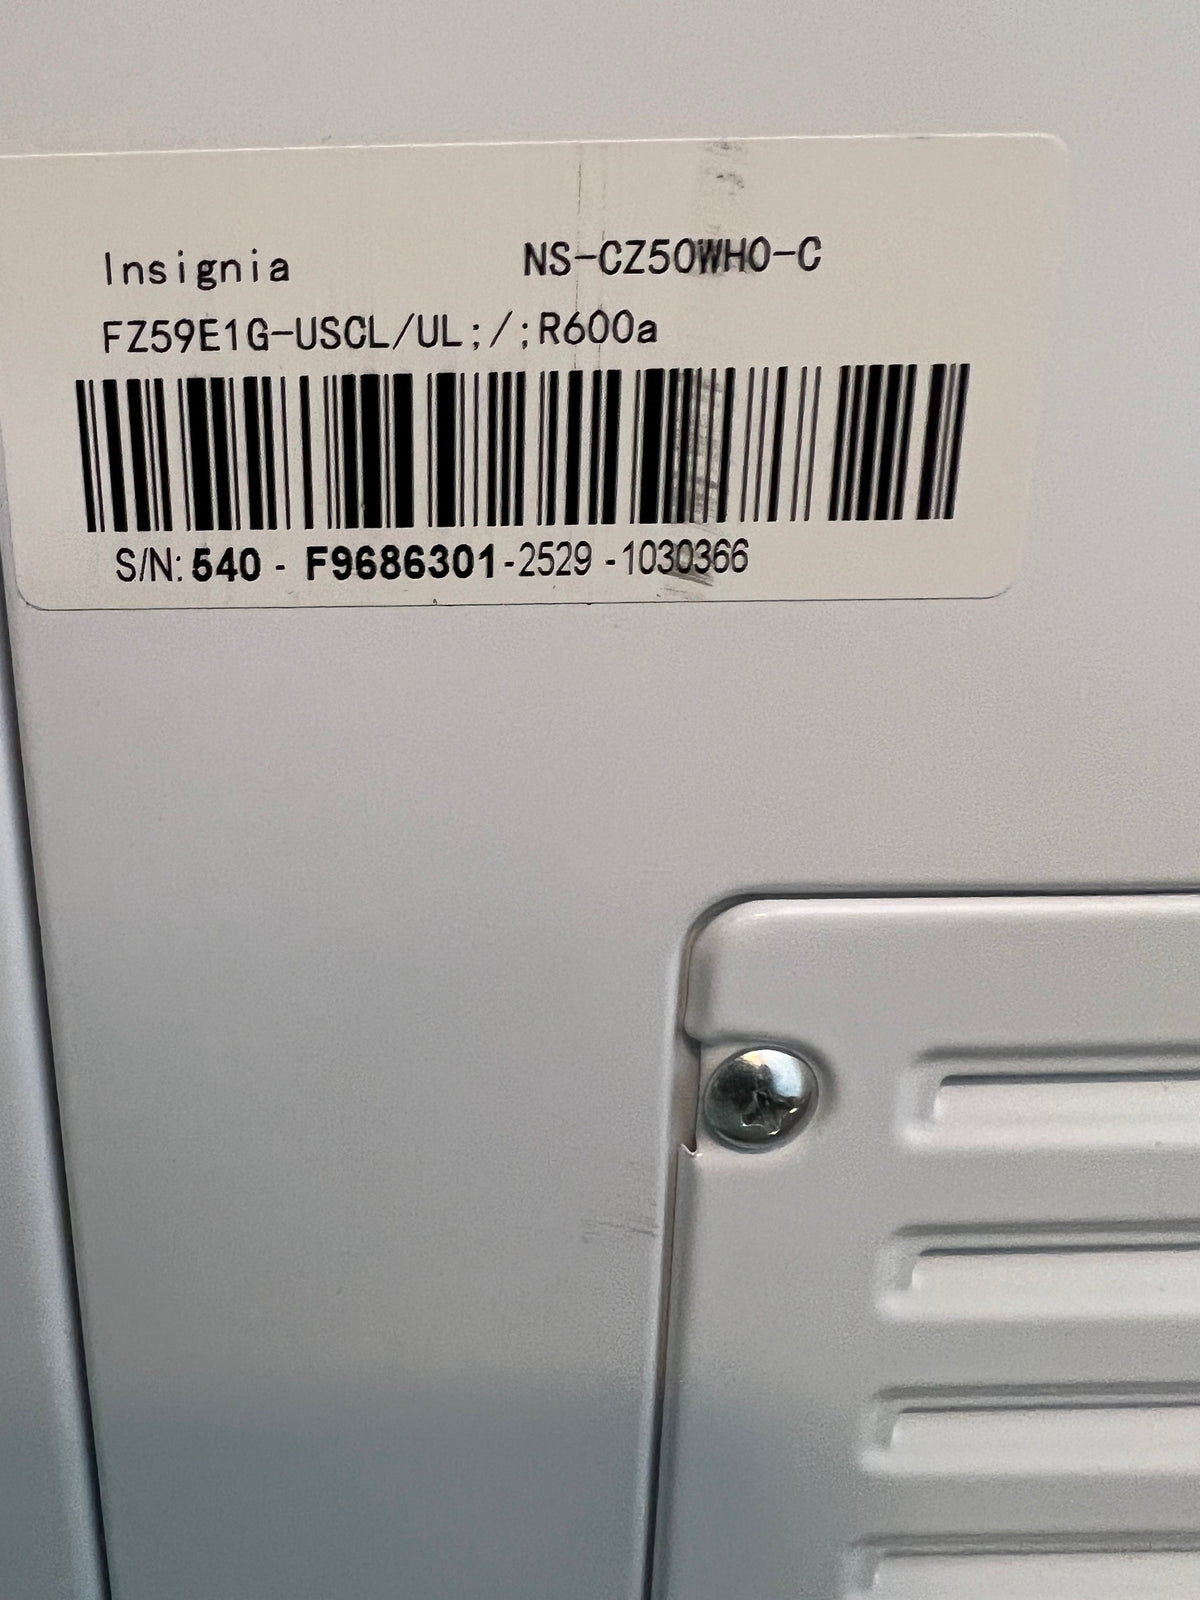 Insignia NS-CZ50WH0-C
FZ59E1G-USCL/UL;/;R600a
S/N: 540 - F9686301-2529 -1030366